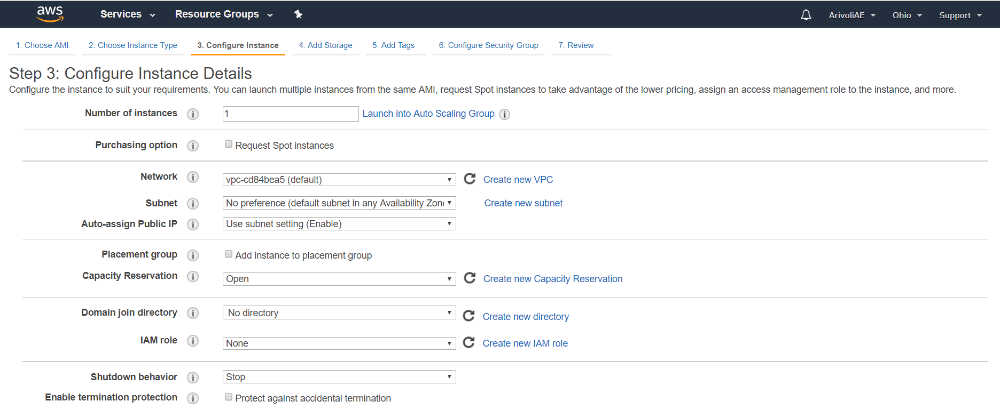 aws Services Resource Groups ArivoliAE Ohio Support
1. Choose AMI 2. Choose Instance Type 3. Configure Instance 4. Add Storage 5. Add Tags 6. Configure Security Group 7. Review
Step 3: Configure Instance Details
Configure the instance to suit your requirements. You can launch multiple instances from the same AMI, request Spot instances to take advantage of the lower pricing, assign an access management role to the instance, and more.
Number of instances i 1 Launch into Auto Scaling Group i
Purchasing option i Request Spot instances
Network i vpc-cd84bea5 (default) Create new VPC
Subnet i No preference (default subnet in any Availability Zone Create new subnet
Auto-assign Public IP i Use subnet setting (Enable)
Placement group i Add instance to placement group
Capacity Reservation i Open Create new Capacity Reservation
Domain join directory i No directory Create new directory
IAM role i None Create new IAM role
Shutdown behavior i Stop
Enable termination protection i Protect against accidental termination